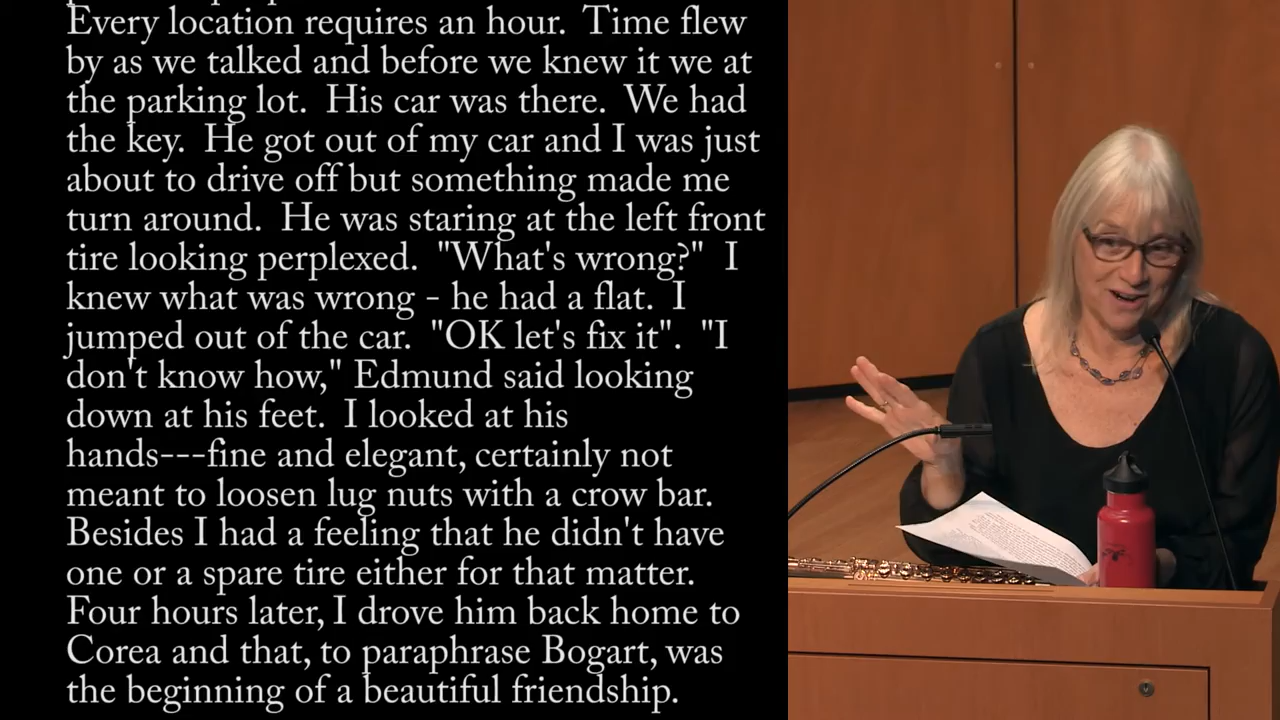 Every location requires an hour.  Time flew
by as we talked and before we knew it we at
the parking lot.  His car was there.  We had
the key.  He got out of my car and I was just
about to drive off but something made me
turn around.  He was staring at the left front
tire looking perplexed.  "What's wrong?"  I
knew what was wrong - he had a flat.  I
jumped out of the car.  "OK let's fix it".  "I
don't know how," Edmund said looking
down at his feet.  I looked at his
hands---fine and elegant, certainly not
meant to loosen lug nuts with a crow bar.
Besides I had a feeling that he didn't have
one or a spare tire either for that matter.
Four hours later, I drove him back home to
Corea and that, to paraphrase Bogart, was
the beginning of a beautiful friendship.